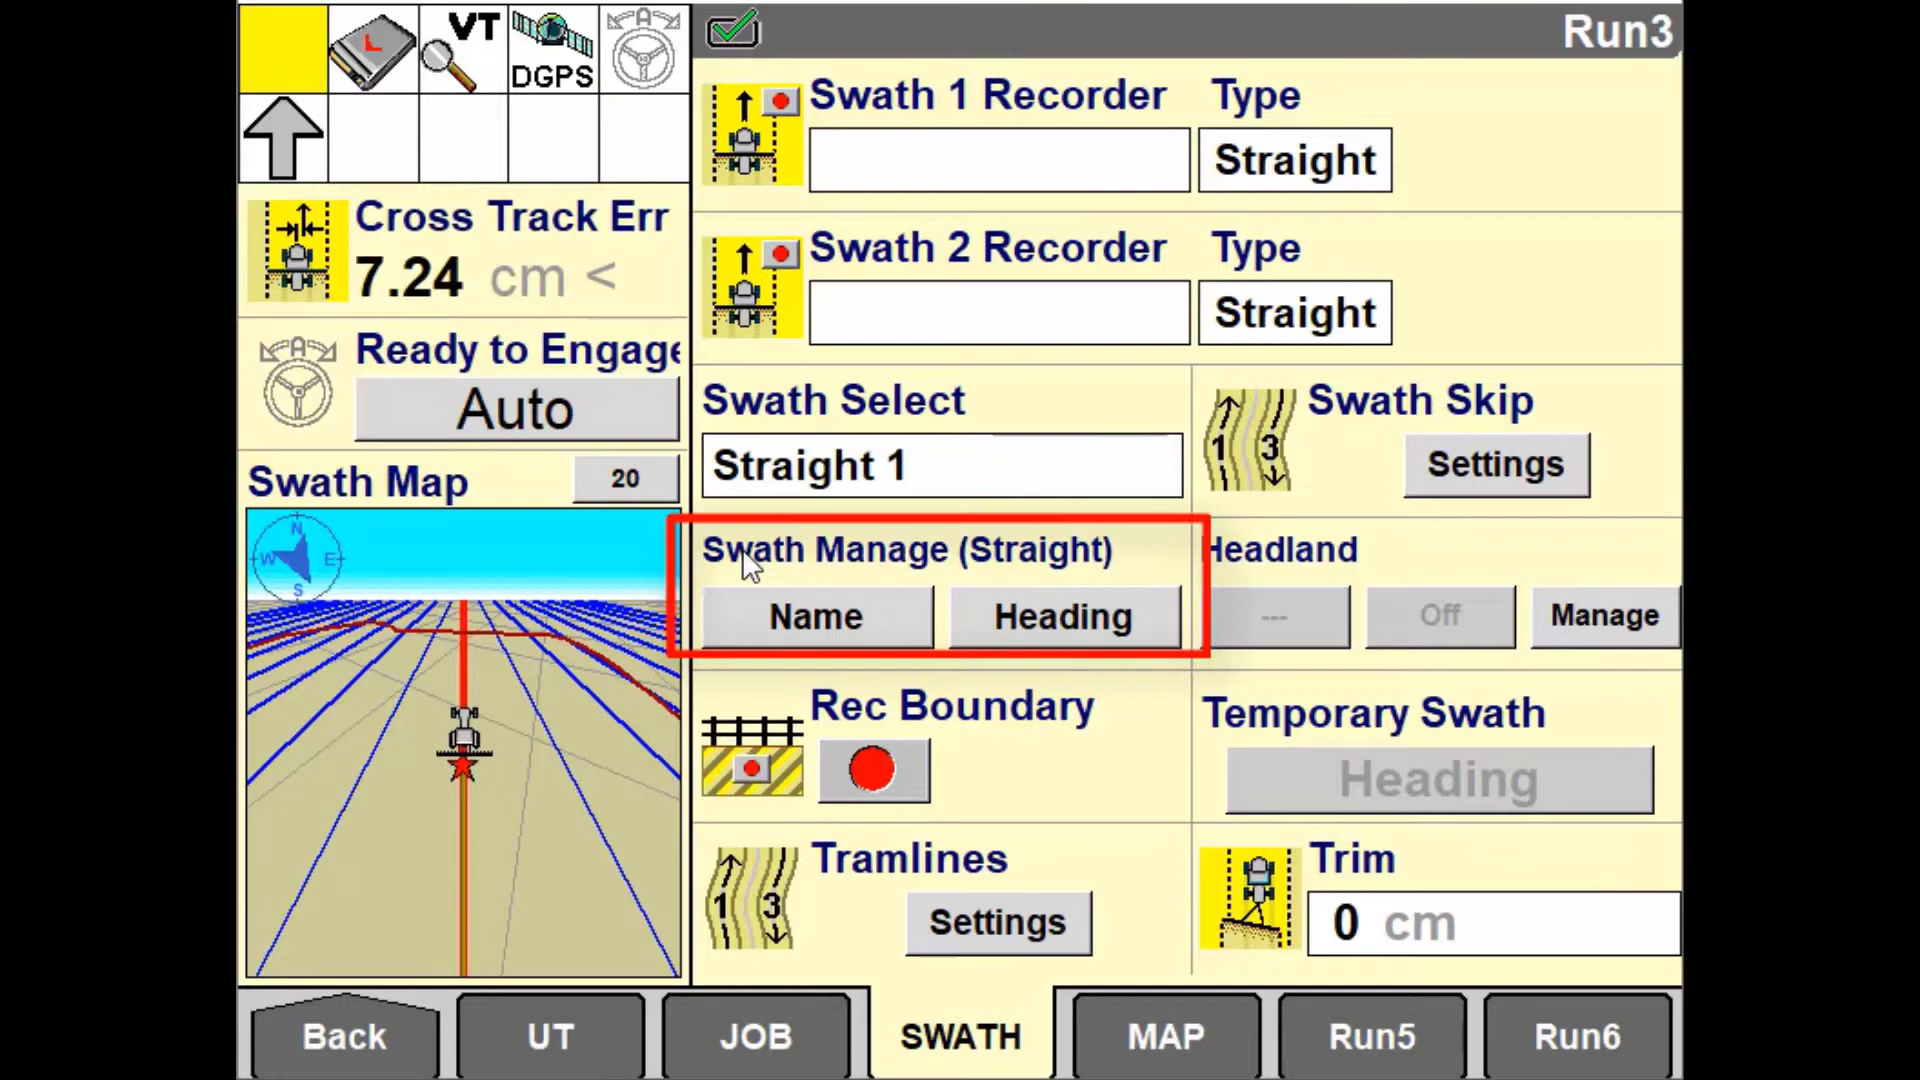 VT
DGPS
A
Run3
Swath 1 Recorder
Type
Straight
Cross Track Err
7.24 cm <
Swath 2 Recorder
Type
Straight
A
Ready to Engage
Auto
Swath Select
Straight 1
1 3
Swath Skip
Settings
Swath Map
20
N
W E
S
Swath Manage (Straight)
Name
Heading
Headland
---
Off
Manage
Rec Boundary
Temporary Swath
Heading
1 3
Tramlines
Settings
Trim
0 cm
Back
UT
JOB
SWATH
MAP
Run5
Run6